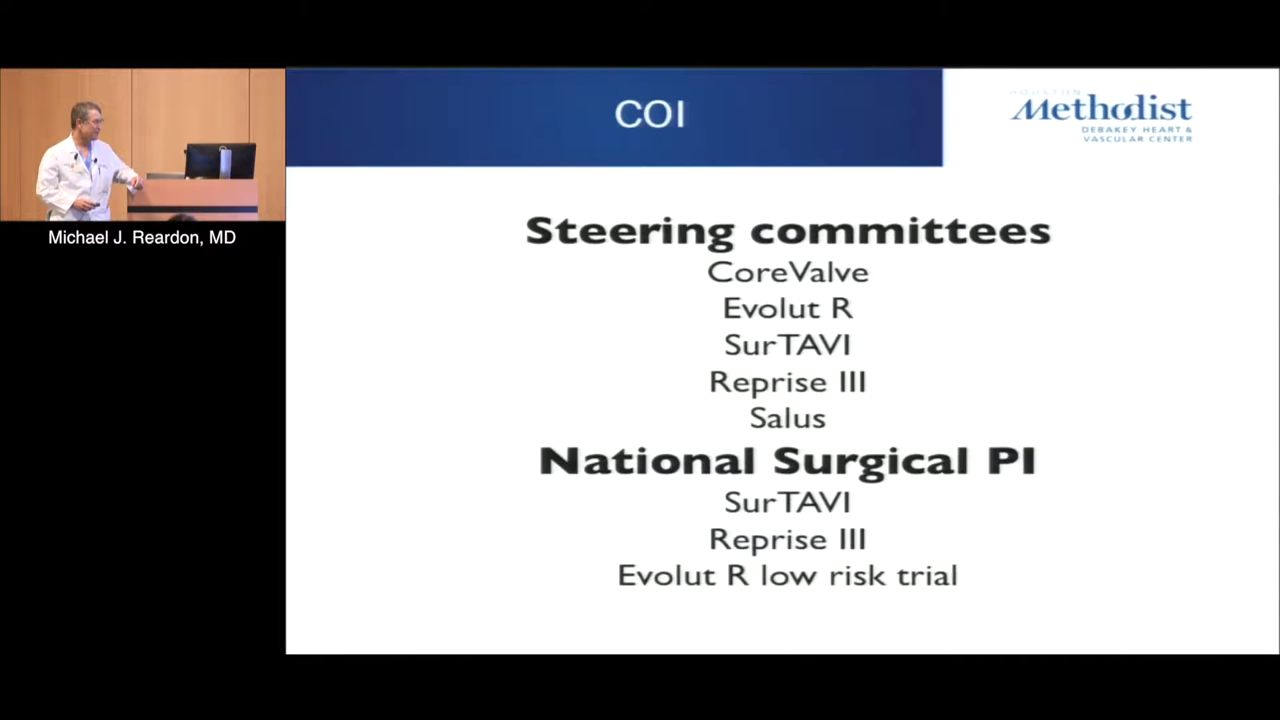 COI
HOUSTON
Methodist
DEBAKEY HEART &
VASCULAR CENTER
Michael J. Reardon, MD
Steering committees
CoreValve
Evolut R
SurTAVI
Reprise III
Salus
National Surgical PI
SurTAVI
Reprise III
Evolut R low risk trial